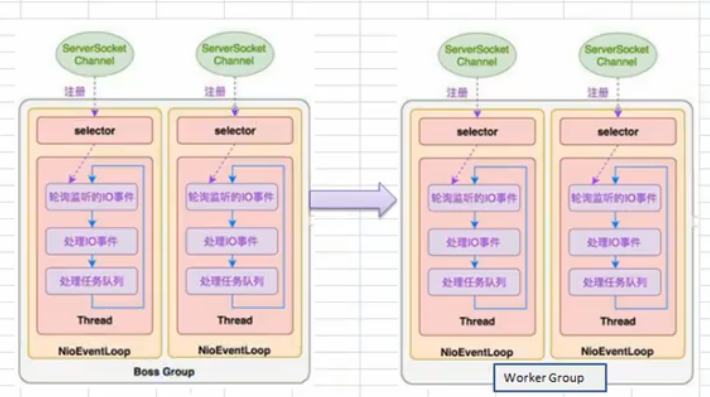 ServerSocket
Channel
ServerSocket
Channel
注册
注册
selector
selector
轮询监听的IO事件
轮询监听的IO事件
处理IO事件
处理IO事件
处理任务队列
处理任务队列
Thread
Thread
NioEventLoop
NioEventLoop
Boss Group
ServerSocket
Channel
ServerSocket
Channel
注册
注册
selector
selector
轮询监听的IO事件
轮询监听的IO事件
处理IO事件
处理IO事件
处理任务队列
处理任务队列
Thread
Thread
NioEventLoop
NioEventLoop
Worker Group